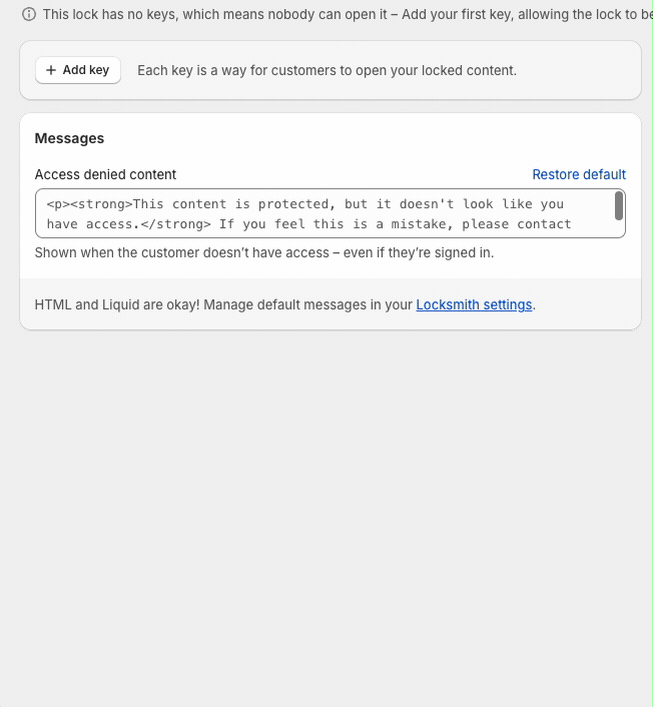 This lock has no keys, which means nobody can open it – Add your first key, allowing the lock to be
Add key
Each key is a way for customers to open your locked content.
Messages
Access denied content
Restore default
<p><strong>This content is protected, but it doesn't look like you
have access.</strong> If you feel this is a mistake, please contact
Shown when the customer doesn’t have access – even if they’re signed in.
HTML and Liquid are okay! Manage default messages in your Locksmith settings.